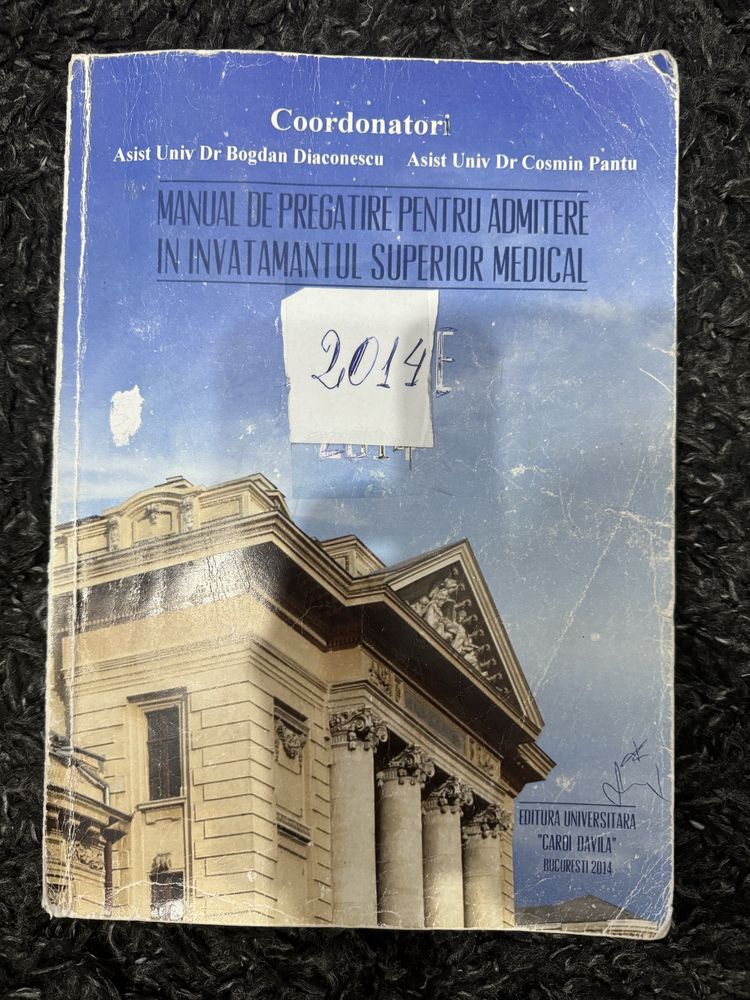 Coordonatori
Asist Univ Dr Bogdan Diaconescu Asist Univ Dr Cosmin Pantu
MANUAL DE PREGATIRE PENTRU ADMITERE
IN INVATAMANTUL SUPERIOR MEDICAL
2014
E
2014
EDITURA UNIVERSITARA
"CAROL DAVILA"
BUCURESTI 2014